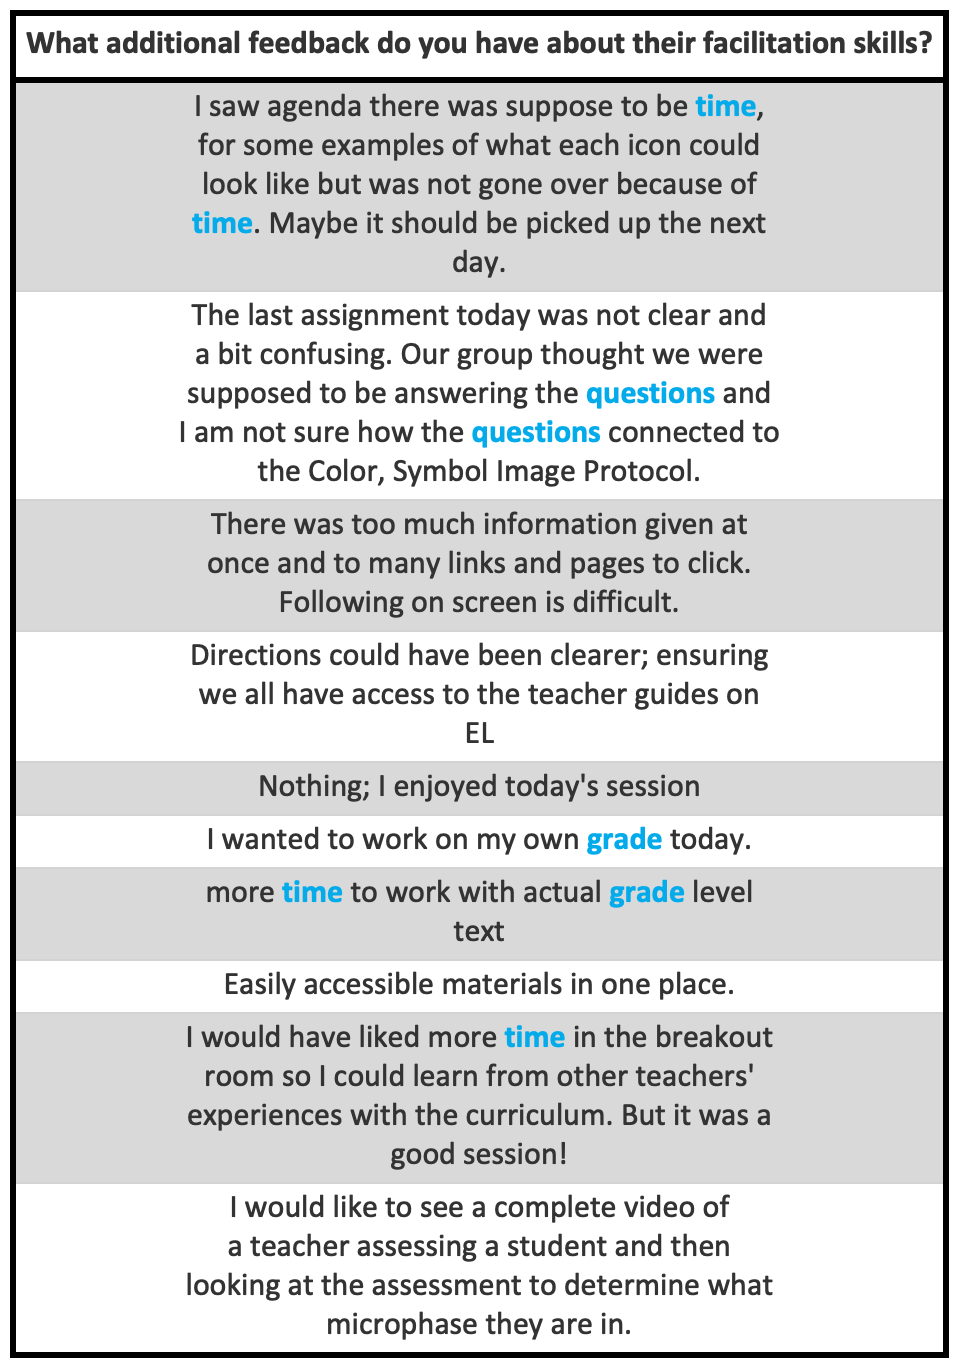 What additional feedback do you have about their facilitation skills?
I saw agenda there was suppose to be time,
for some examples of what each icon could
look like but was not gone over because of
time. Maybe it should be picked up the next
day.
The last assignment today was not clear and
a bit confusing. Our group thought we were
supposed to be answering the questions and
I am not sure how the questions connected to
the Color, Symbol Image Protocol.
There was too much information given at
once and to many links and pages to click.
Following on screen is difficult.
Directions could have been clearer; ensuring
we all have access to the teacher guides on
EL
Nothing; I enjoyed today's session
I wanted to work on my own grade today.
more time to work with actual grade level
text
Easily accessible materials in one place.
I would have liked more time in the breakout
room so I could learn from other teachers'
experiences with the curriculum. But it was a
good session!
I would like to see a complete video of
a teacher assessing a student and then
looking at the assessment to determine what
microphase they are in.